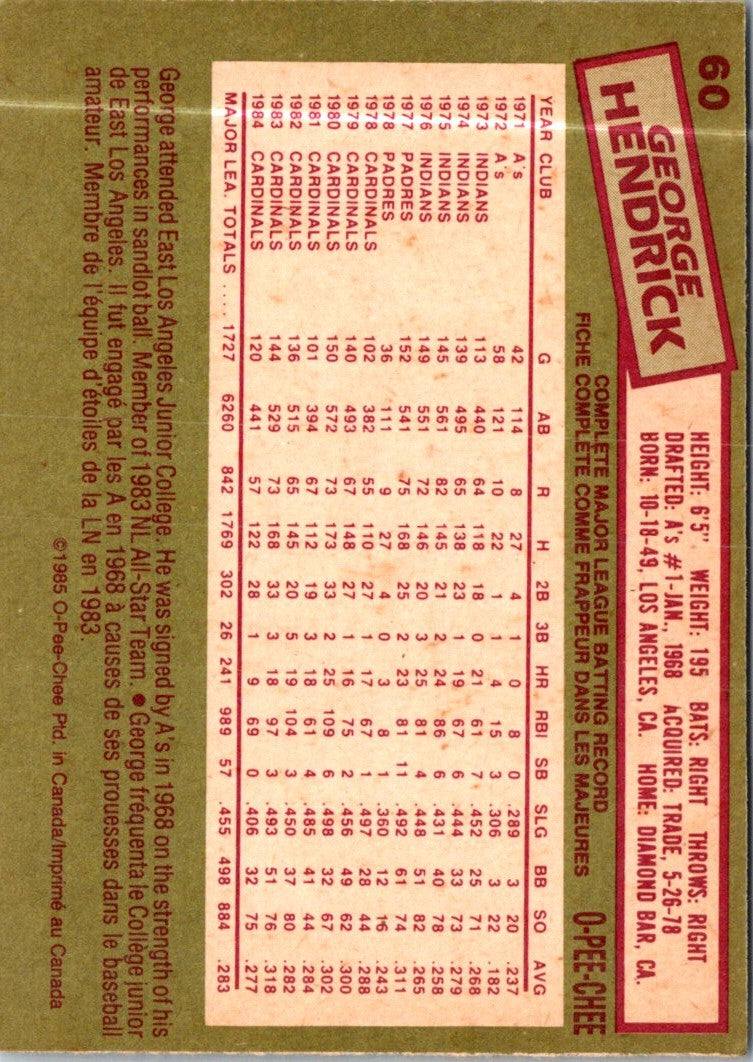 60
GEORGE
HENDRICK
HEIGHT: 6'5" WEIGHT: 195 BATS: RIGHT THROWS: RIGHT
DRAFTED: A's #1-JAN., 1968 ACQUIRED: TRADE, 5-26-78
BORN: 10-18-49, LOS ANGELES, CA. HOME: DIAMOND BAR, CA.
COMPLETE MAJOR LEAGUE BATTING RECORD
FICHE COMPLÈTE COMME FRAPPEUR DANS LES MAJEURES
O-PEE-CHEE
YEAR CLUB G AB R H 2B 3B HR RBI SB SLG BB SO AVG
1971 A's 42 114 8 27 4 1 0 8 0 .289 3 20 .237
1972 A's 58 121 10 22 1 1 4 15 3 .306 3 22 .182
1973 INDIANS 113 440 64 118 18 0 21 61 7 .452 25 71 .268
1974 INDIANS 139 495 65 138 23 1 19 67 6 .444 33 73 .279
1975 INDIANS 145 561 82 145 21 2 24 86 6 .431 40 78 .258
1976 INDIANS 149 551 72 146 20 3 25 81 4 .448 51 82 .265
1977 PADRES 152 541 75 168 25 2 23 81 11 .492 61 74 .311
1978 PADRES 36 111 9 27 4 0 3 8 1 .360 12 16 .243
1978 CARDINALS 102 382 55 110 27 1 17 67 1 .497 28 44 .288
1979 CARDINALS 140 493 67 148 27 1 16 75 2 .456 49 62 .300
1980 CARDINALS 150 572 73 173 33 2 25 109 6 .498 32 67 .302
1981 CARDINALS 101 394 67 112 19 3 18 61 4 .485 41 44 .284
1982 CARDINALS 136 515 65 145 20 5 19 104 3 .450 37 80 .282
1983 CARDINALS 144 529 73 168 33 3 18 97 3 .493 51 76 .318
1984 CARDINALS 120 441 57 122 28 1 9 69 0 .406 32 75 .277
MAJOR LEA. TOTALS .... 1727 6260 842 1769 302 26 241 989 57 .455 498 884 .283
George attended East Los Angeles Junior College. He was signed by A's in 1968 on the strength of his
performances in sandlot ball. Member of 1983 NL All-Star Team. ● George fréquenta le Collège junior
de East Los Angeles. Il fut engagé par les A en 1968 à causes de ses prouesses dans le baseball
amateur. Membre de l'équipe d'étoiles de la LN en 1983.
©1985 O-Pee-Chee Ptd. in Canada/Imprimé au Canada